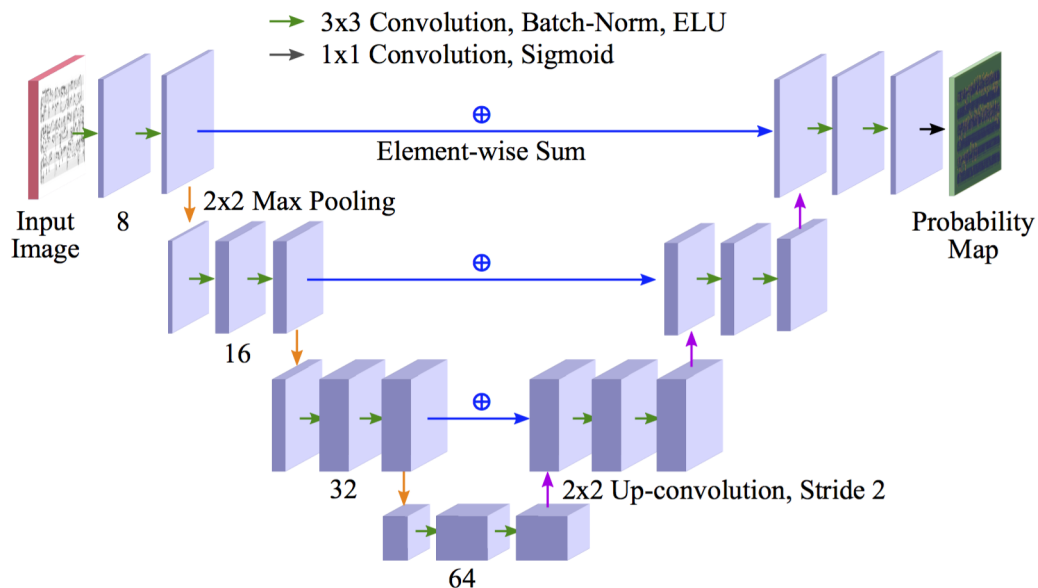 3x3 Convolution, Batch-Norm, ELU
1x1 Convolution, Sigmoid
⊕
Element-wise Sum
2x2 Max Pooling
Input
Image
8
Probability
Map
⊕
16
⊕
32
2x2 Up-convolution, Stride 2
64